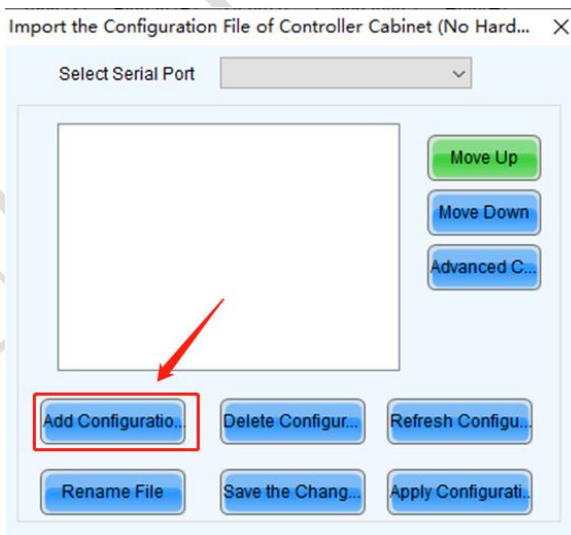 Import the Configuration File of Controller Cabinet (No Hard...
Select Serial Port
Move Up
Move Down
Advanced C...
Add Configuratio...
Delete Configur...
Refresh Configu...
Rename File
Save the Chang...
Apply Configurati..